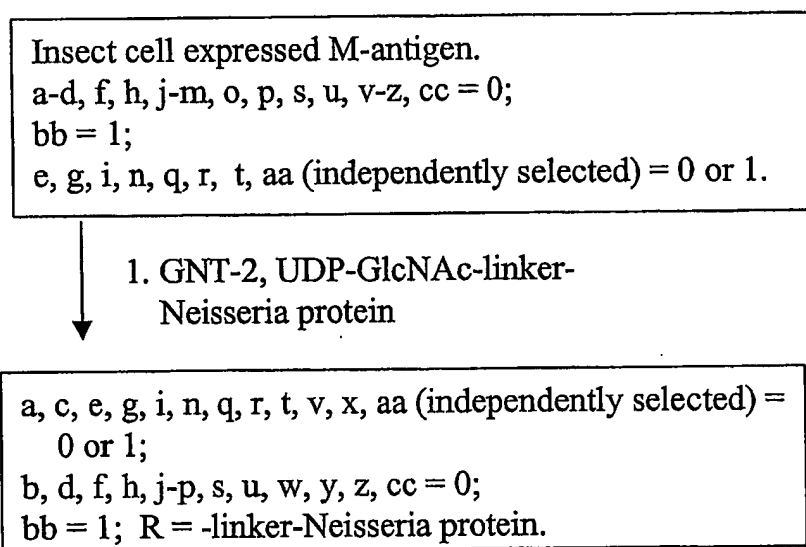 Insect cell expressed M-antigen.
a-d, f, h, j-m, o, p, s, u, v-z, cc = 0;
bb = 1;
e, g, i, n, q, r, t, aa (independently selected) = 0 or 1.
1. GNT-2, UDP-GlcNAc-linker-
Neisseria protein
a, c, e, g, i, n, q, r, t, v, x, aa (independently selected) =
0 or 1;
b, d, f, h, j-p, s, u, w, y, z, cc = 0;
bb = 1; R = -linker-Neisseria protein.